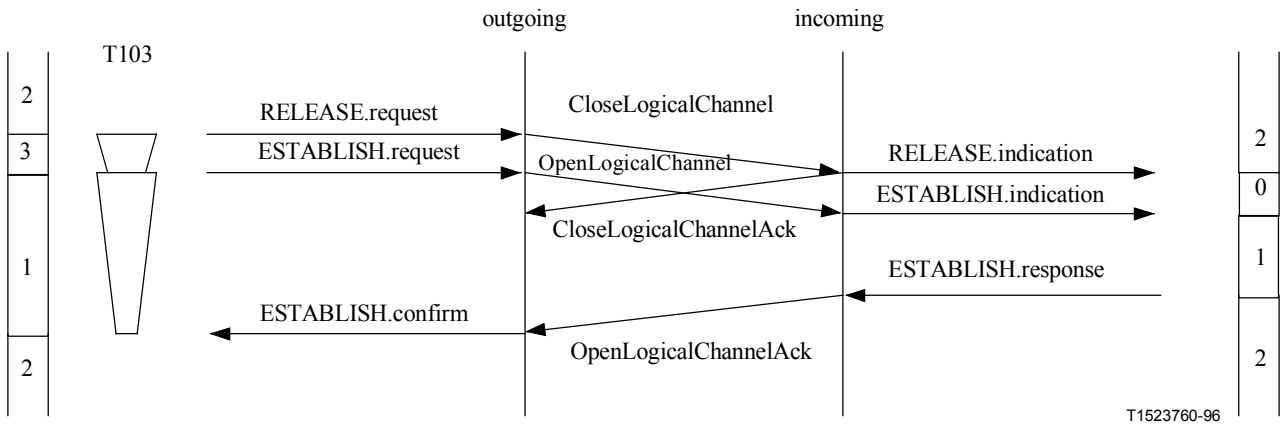 outgoing
incoming
T103
2
CloseLogicalChannel
RELEASE.request
3
ESTABLISH.request
OpenLogicalChannel
RELEASE.indication
2
ESTABLISH.indication
0
CloseLogicalChannelAck
1
ESTABLISH.response
1
ESTABLISH.confirm
OpenLogicalChannelAck
2
2
T1523760-96